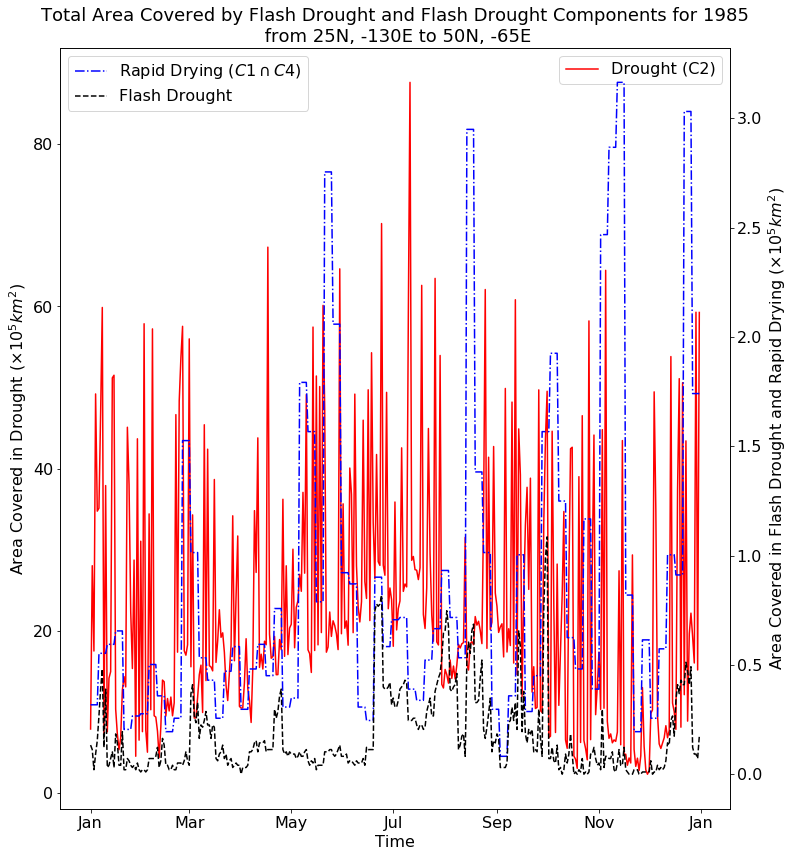 Total Area Covered by Flash Drought and Flash Drought Components for 1985
from 25N, -130E to 50N, -65E
Rapid Drying (C1 ∩ C4)
Flash Drought
Drought (C2)
Area Covered in Drought (×10⁵km²)
80
60
40
20
0
3.0
2.5
2.0
1.5
1.0
0.5
0.0
Area Covered in Flash Drought and Rapid Drying (×10⁵km²)
Jan Mar May Jul Sep Nov Jan
Time